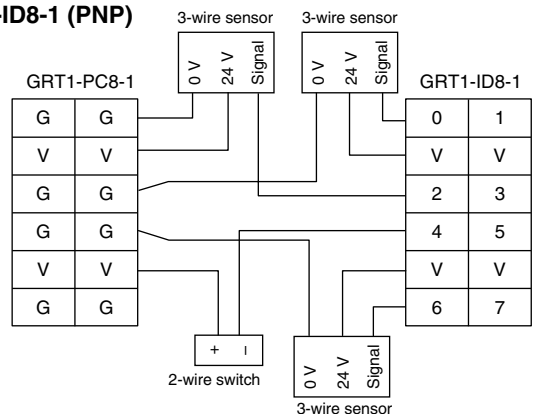 -ID8-1 (PNP)
3-wire sensor
3-wire sensor
0 V
24 V
Signal
0 V
24 V
Signal
GRT1-PC8-1
GRT1-ID8-1
G G
V V
G G
G G
V V
G G
0 1
V V
2 3
4 5
V V
6 7
+ –
2-wire switch
0 V
24 V
Signal
3-wire sensor